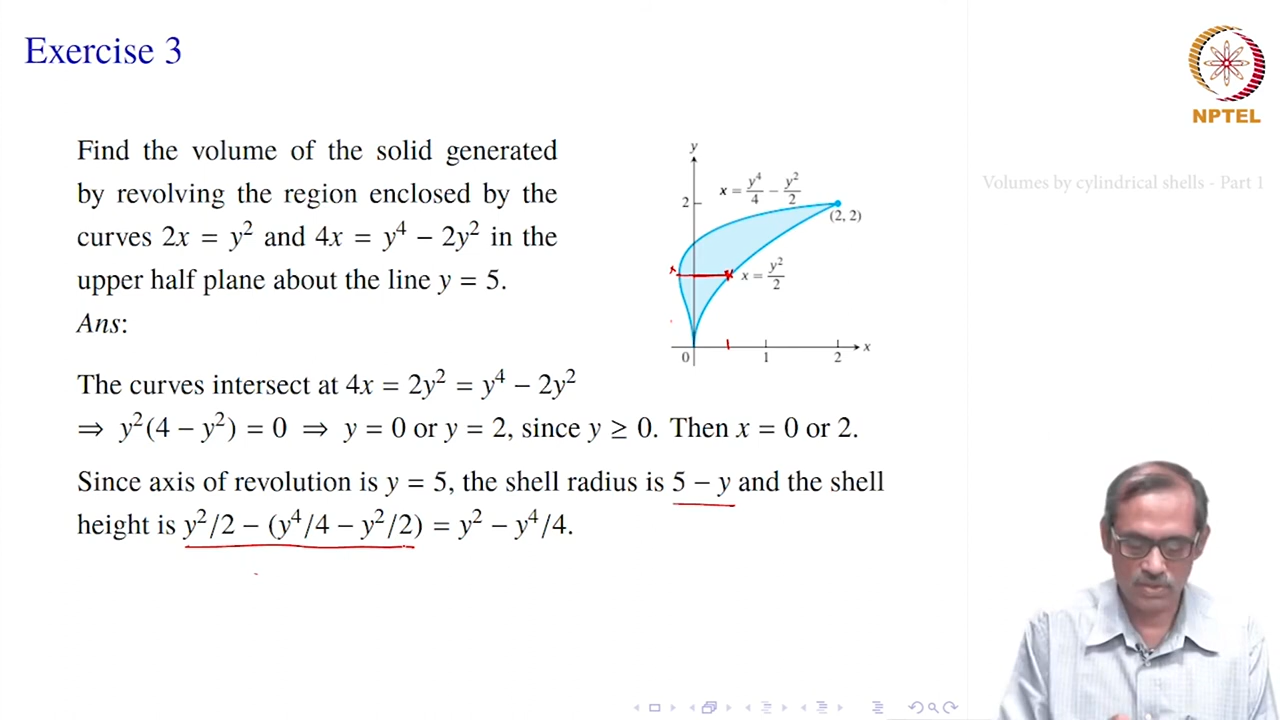 Exercise 3
NPTEL
Find the volume of the solid generated
by revolving the region enclosed by the
curves 2x = y² and 4x = y⁴ − 2y² in the
upper half plane about the line y = 5.
Ans:
y
x = y⁴/4 − y²/2
2
(2, 2)
x = y²/2
0
1
2
x
Volumes by cylindrical shells - Part 1
The curves intersect at 4x = 2y² = y⁴ − 2y²
⇒ y²(4 − y²) = 0 ⇒ y = 0 or y = 2, since y ≥ 0. Then x = 0 or 2.
Since axis of revolution is y = 5, the shell radius is 5 − y and the shell
height is y²/2 − (y⁴/4 − y²/2) = y² − y⁴/4.